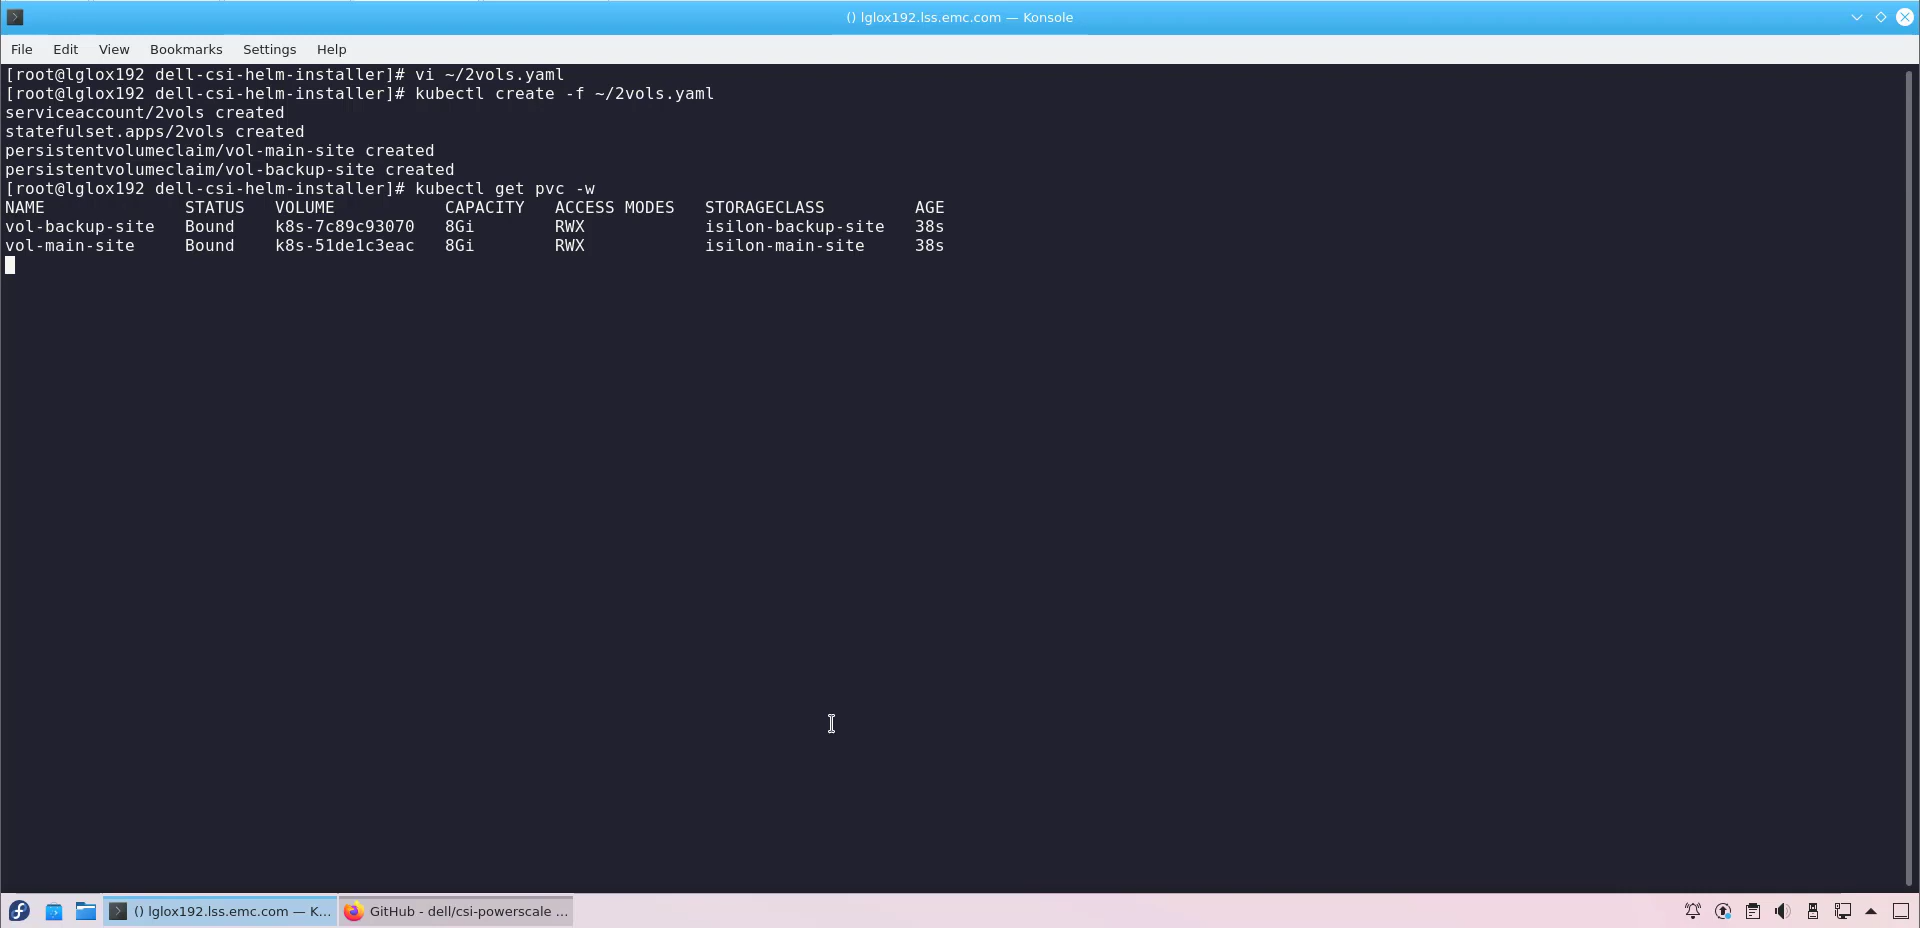 () lglox192.lss.emc.com — Konsole
File Edit View Bookmarks Settings Help
[root@lglox192 dell-csi-helm-installer]# vi ~/2vols.yaml
[root@lglox192 dell-csi-helm-installer]# kubectl create -f ~/2vols.yaml
serviceaccount/2vols created
statefulset.apps/2vols created
persistentvolumeclaim/vol-main-site created
persistentvolumeclaim/vol-backup-site created
[root@lglox192 dell-csi-helm-installer]# kubectl get pvc -w
NAME STATUS VOLUME CAPACITY ACCESS MODES STORAGECLASS AGE
vol-backup-site Bound k8s-7c89c93070 8Gi RWX isilon-backup-site 38s
vol-main-site Bound k8s-51de1c3eac 8Gi RWX isilon-main-site 38s
() lglox192.lss.emc.com — K... GitHub - dell/csi-powerscale ...